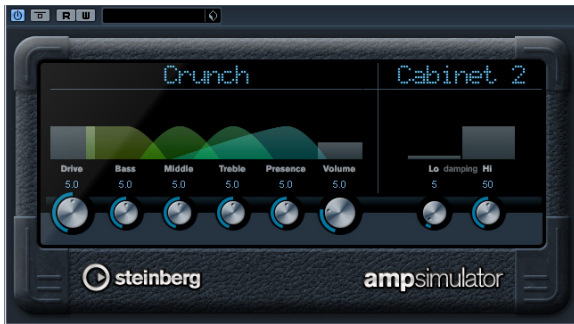 R W
Crunch Cabinet 2
Drive Bass Middle Treble Presence Volume Lo damping Hi
5.0 5.0 5.0 5.0 5.0 5.0 5 50
steinberg ampsimulator